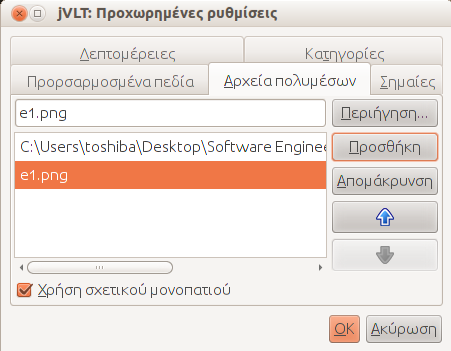 jVLT: Προχωρημένες ρυθμίσεις
Λεπτομέρειες Κατηγορίες
Προρσαρμοσμένα πεδία Αρχεία πολυμέσων Σημαίες
e1.png Περιήγηση...
C:\Users\toshiba\Desktop\Software Enginee Προσθήκη
e1.png Απομάκρυνση
Χρήση σχετικού μονοπατιού
OK Ακύρωση